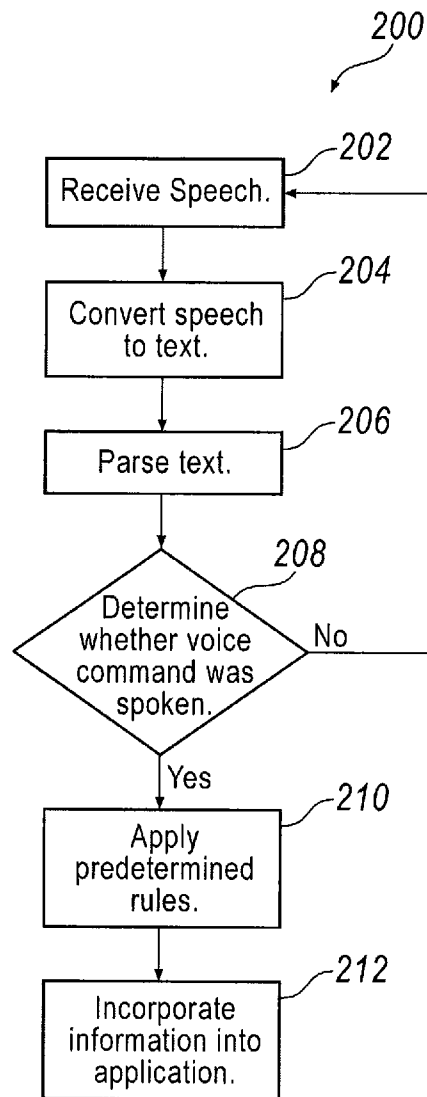 200
202
Receive Speech.
204
Convert speech
to text.
206
Parse text.
208
Determine
whether voice
command was
spoken.
No
Yes
210
Apply
predetermined
rules.
212
Incorporate
information into
application.